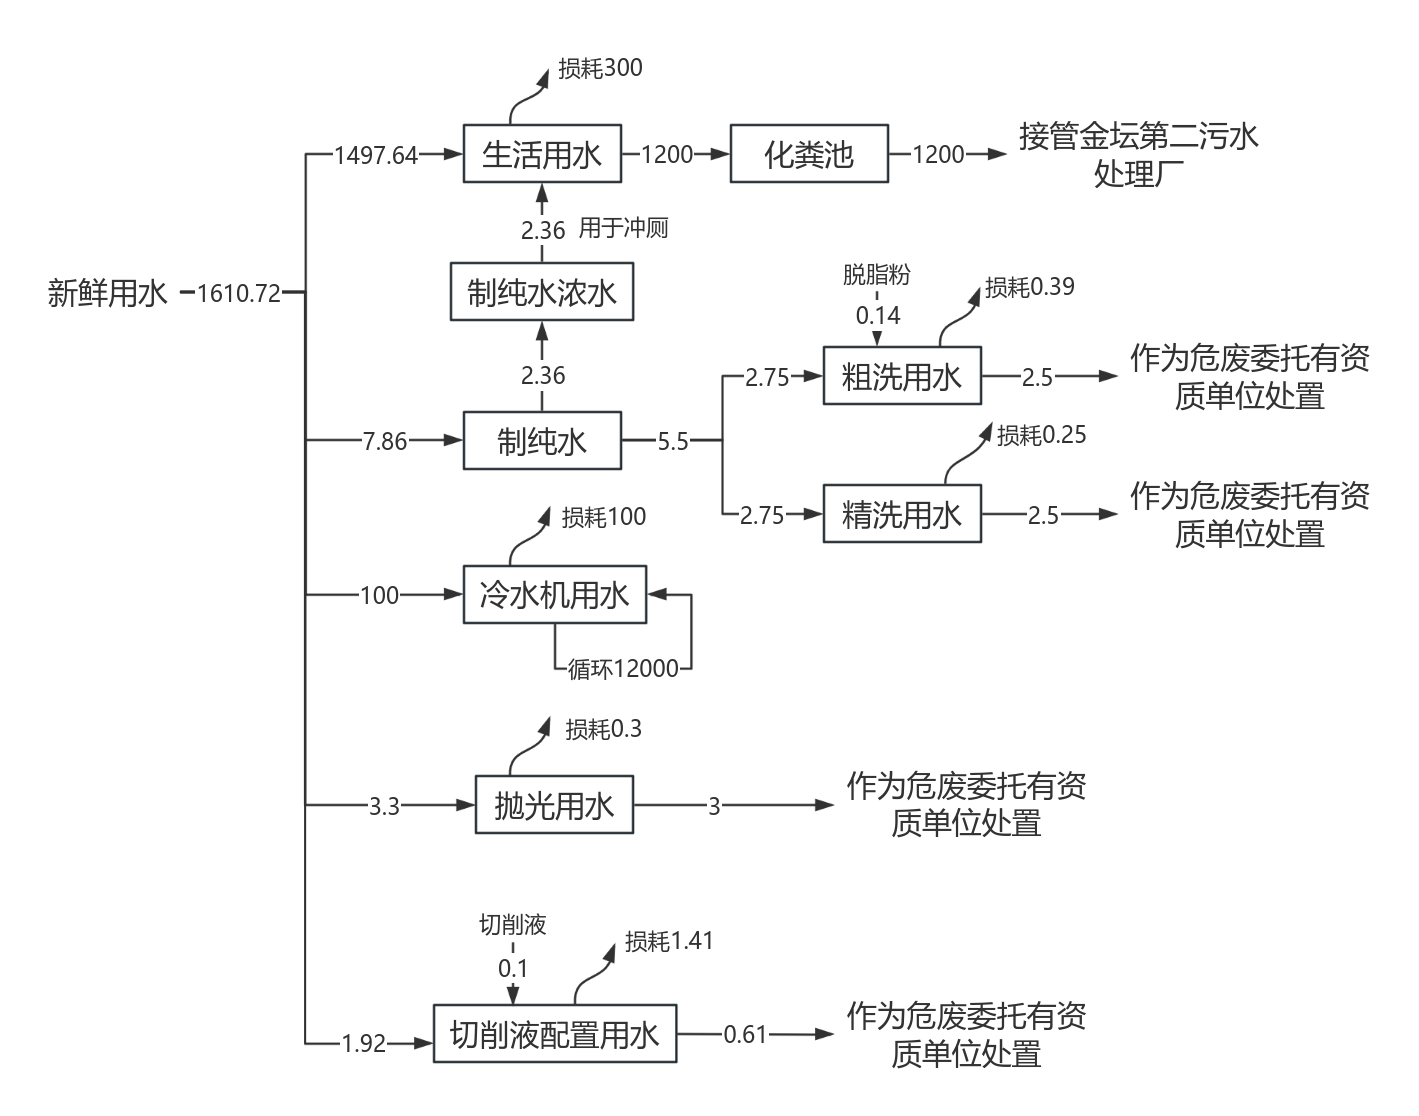 损耗300
1497.64
生活用水
1200
化粪池
1200
接管金坛第二污水
处理厂
2.36
用于冲厕
新鲜用水
1610.72
制纯水浓水
脱脂粉
0.14
损耗0.39
2.36
2.75
粗洗用水
2.5
作为危废委托有资
质单位处置
7.86
制纯水
5.5
损耗0.25
2.75
精洗用水
2.5
作为危废委托有资
质单位处置
损耗100
100
冷水机用水
循环12000
损耗0.3
3.3
抛光用水
3
作为危废委托有资
质单位处置
切削液
0.1
损耗1.41
1.92
切削液配置用水
0.61
作为危废委托有资
质单位处置